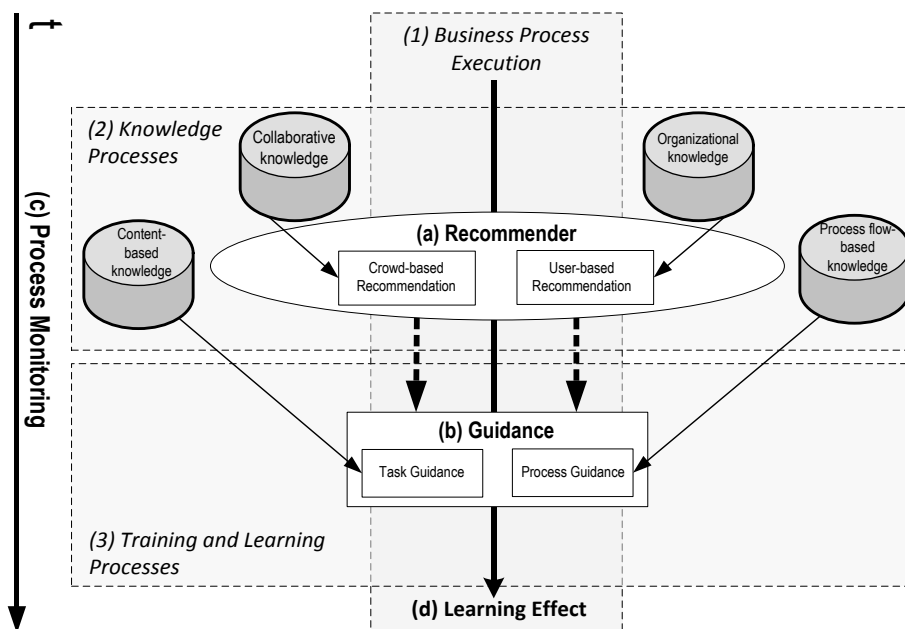 t
(c) Process Monitoring
(1) Business Process
Execution
(2) Knowledge
Processes
Collaborative
knowledge
Organizational
knowledge
Content-
based
knowledge
Process flow-
based
knowledge
(a) Recommender
Crowd-based
Recommendation
User-based
Recommendation
(b) Guidance
Task Guidance
Process Guidance
(3) Training and Learning
Processes
(d) Learning Effect